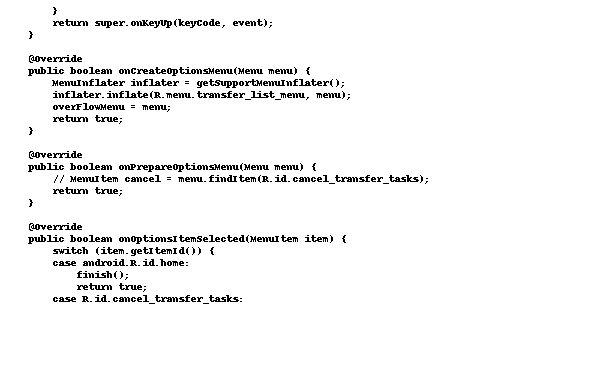 }
        return super.onKeyUp(keyCode, event);
    }

    @Override
    public boolean onCreateOptionsMenu(Menu menu) {
        MenuInflater inflater = getSupportMenuInflater();
        inflater.inflate(R.menu.transfer_list_menu, menu);
        overFlowMenu = menu;
        return true;
    }

    @Override
    public boolean onPrepareOptionsMenu(Menu menu) {
        // MenuItem cancel = menu.findItem(R.id.cancel_transfer_tasks);
        return true;
    }

    @Override
    public boolean onOptionsItemSelected(MenuItem item) {
        switch (item.getItemId()) {
        case android.R.id.home:
            finish();
            return true;
        case R.id.cancel_transfer_tasks: